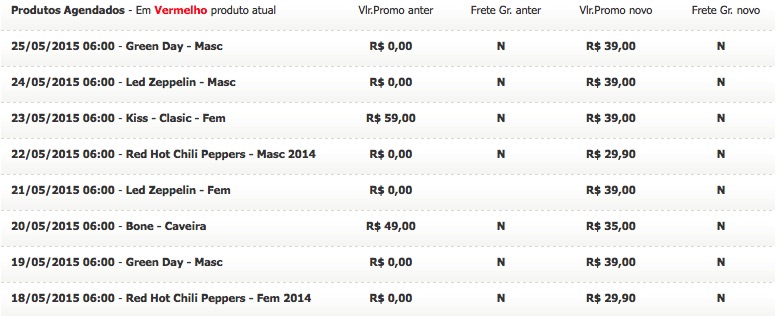 Produtos Agendados - Em Vermelho produto atual Vlr.Promo anter Frete Gr. anter Vlr.Promo novo Frete Gr. novo
25/05/2015 06:00 - Green Day - Masc R$ 0,00 N R$ 39,00 N
24/05/2015 06:00 - Led Zeppelin - Masc R$ 0,00 N R$ 39,00 N
23/05/2015 06:00 - Kiss - Clasic - Fem R$ 59,00 N R$ 39,00 N
22/05/2015 06:00 - Red Hot Chili Peppers - Masc 2014 R$ 0,00 N R$ 29,90 N
21/05/2015 06:00 - Led Zeppelin - Fem R$ 0,00 R$ 39,00 N
20/05/2015 06:00 - Bone - Caveira R$ 49,00 N R$ 35,00 N
19/05/2015 06:00 - Green Day - Masc R$ 0,00 N R$ 39,00 N
18/05/2015 06:00 - Red Hot Chili Peppers - Fem 2014 R$ 0,00 N R$ 29,90 N